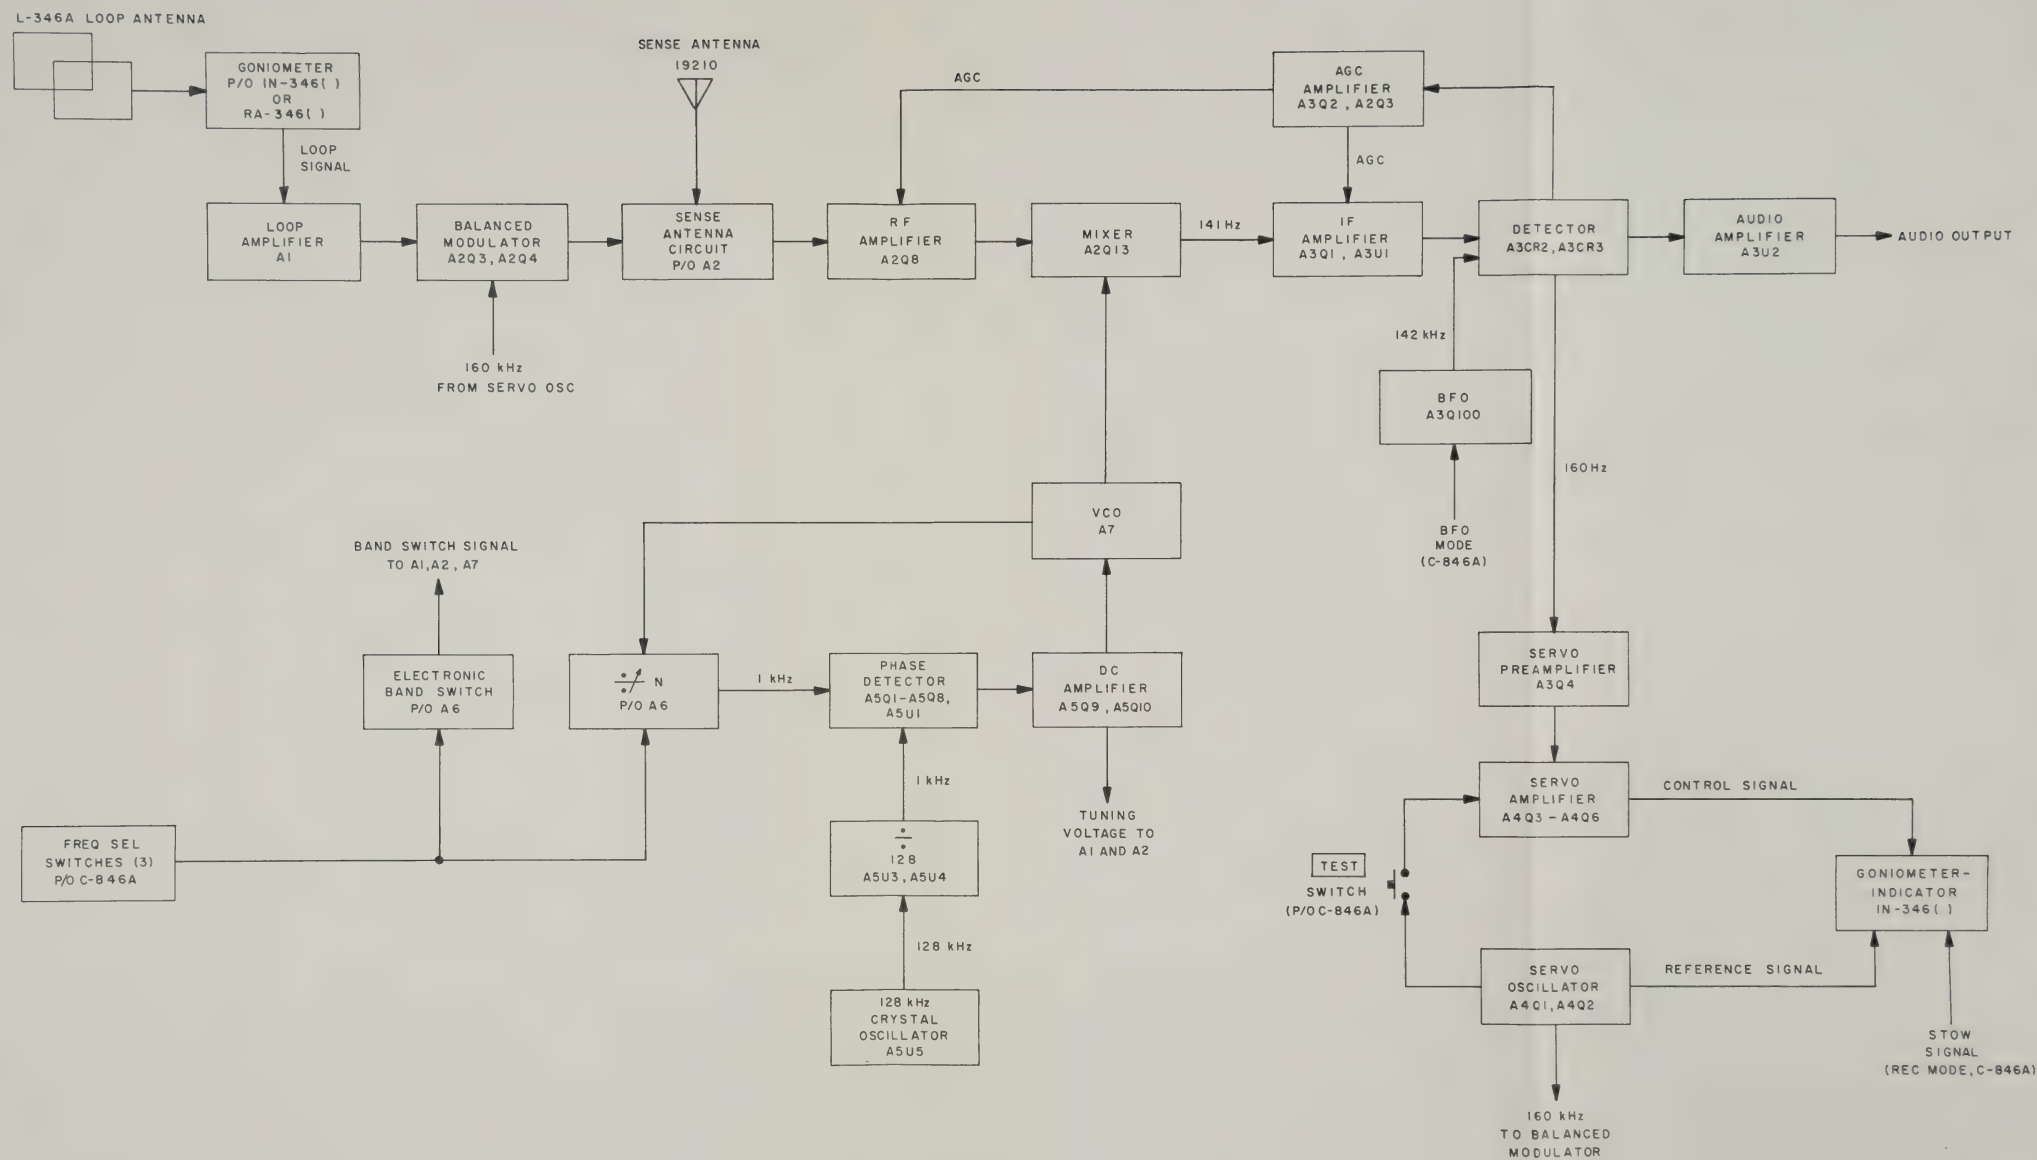 L-346A LOOP ANTENNA
GONIOMETER
P/O IN-346( )
OR
RA-346( )
LOOP
SIGNAL
SENSE ANTENNA
19210
AGC
AGC
AMPLIFIER
A3Q2, A2Q3
AGC
LOOP
AMPLIFIER
A1
BALANCED
MODULATOR
A2Q3, A2Q4
SENSE
ANTENNA
CIRCUIT
P/O A2
RF
AMPLIFIER
A2Q8
MIXER
A2Q13
141 Hz
IF
AMPLIFIER
A3Q1, A3U1
DETECTOR
A3CR2, A3CR3
AUDIO
AMPLIFIER
A3U2
AUDIO OUTPUT
160 kHz
FROM SERVO OSC
142 kHz
BFO
A3Q100
BFO
MODE
(C-846A)
160Hz
VCO
A7
BAND SWITCH SIGNAL
TO A1, A2, A7
ELECTRONIC
BAND SWITCH
P/O A6
÷ N
P/O A6
1 kHz
PHASE
DETECTOR
A5Q1-A5Q8,
A5U1
DC
AMPLIFIER
A5Q9, A5Q10
1 kHz
TUNING
VOLTAGE TO
A1 AND A2
FREQ SEL
SWITCHES (3)
P/O C-846A
÷
128
A5U3, A5U4
128 kHz
128 kHz
CRYSTAL
OSCILLATOR
A5U5
SERVO
PREAMPLIFIER
A3Q4
SERVO
AMPLIFIER
A4Q3-A4Q6
CONTROL SIGNAL
TEST
SWITCH
(P/O C-846A)
GONIOMETER-
INDICATOR
IN-346( )
SERVO
OSCILLATOR
A4Q1, A4Q2
REFERENCE SIGNAL
STOW
SIGNAL
(REC MODE, C-846A)
160 kHz
TO BALANCED
MODULATOR